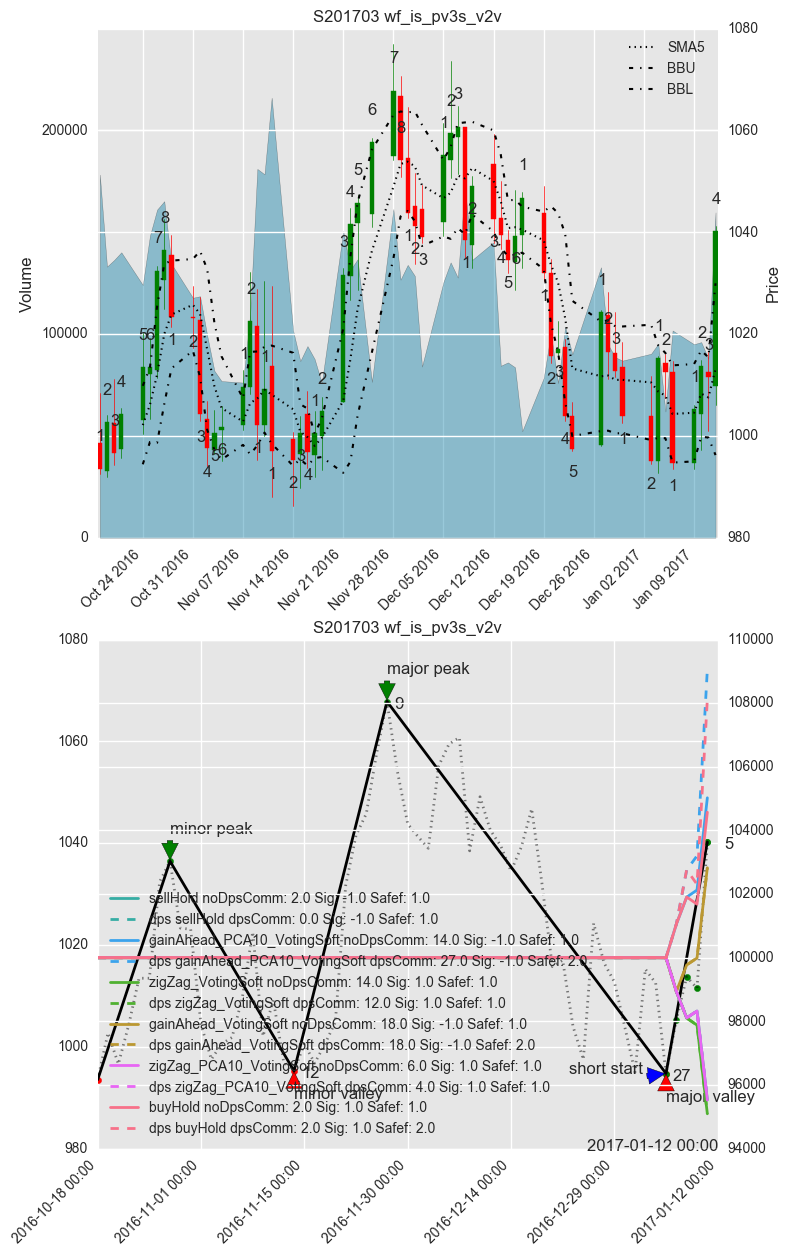 S201703 wf_is_pv3s_v2v
SMA5
BBU
BBL
Volume
Price
200000
100000
0
1080
1060
1040
1020
1000
980
Oct 24 2016
Oct 31 2016
Nov 07 2016
Nov 14 2016
Nov 21 2016
Nov 28 2016
Dec 05 2016
Dec 12 2016
Dec 19 2016
Dec 26 2016
Jan 02 2017
Jan 09 2017
S201703 wf_is_pv3s_v2v
1080
1060
1040
1020
1000
980
110000
108000
106000
104000
102000
100000
98000
96000
94000
major peak
9
minor peak
5
sellHold noDpsComm: 2.0 Sig: -1.0 Safef: 1.0
dps sellHold dpsComm: 0.0 Sig: -1.0 Safef: 1.0
gainAhead_PCA10_VotingSoft noDpsComm: 14.0 Sig: -1.0 Safef: 1.0
dps gainAhead_PCA10_VotingSoft dpsComm: 27.0 Sig: -1.0 Safef: 2.0
zigZag_VotingSoft noDpsComm: 14.0 Sig: 1.0 Safef: 1.0
dps zigZag_VotingSoft dpsComm: 12.0 Sig: 1.0 Safef: 1.0
gainAhead_VotingSoft noDpsComm: 18.0 Sig: -1.0 Safef: 1.0
dps gainAhead_VotingSoft dpsComm: 18.0 Sig: -1.0 Safef: 2.0
zigZag_PCA10_VotingSoft noDpsComm: 6.0 Sig: 1.0 Safef: 1.0
dps zigZag_PCA10_VotingSoft dpsComm: 4.0 Sig: 1.0 Safef: 1.0
buyHold noDpsComm: 2.0 Sig: 1.0 Safef: 1.0
dps buyHold dpsComm: 2.0 Sig: 1.0 Safef: 2.0
12
minor valley
short start
27
major valley
2017-01-12 00:00
2016-10-18 00:00
2016-11-01 00:00
2016-11-15 00:00
2016-11-30 00:00
2016-12-14 00:00
2016-12-29 00:00
2017-01-12 00:00